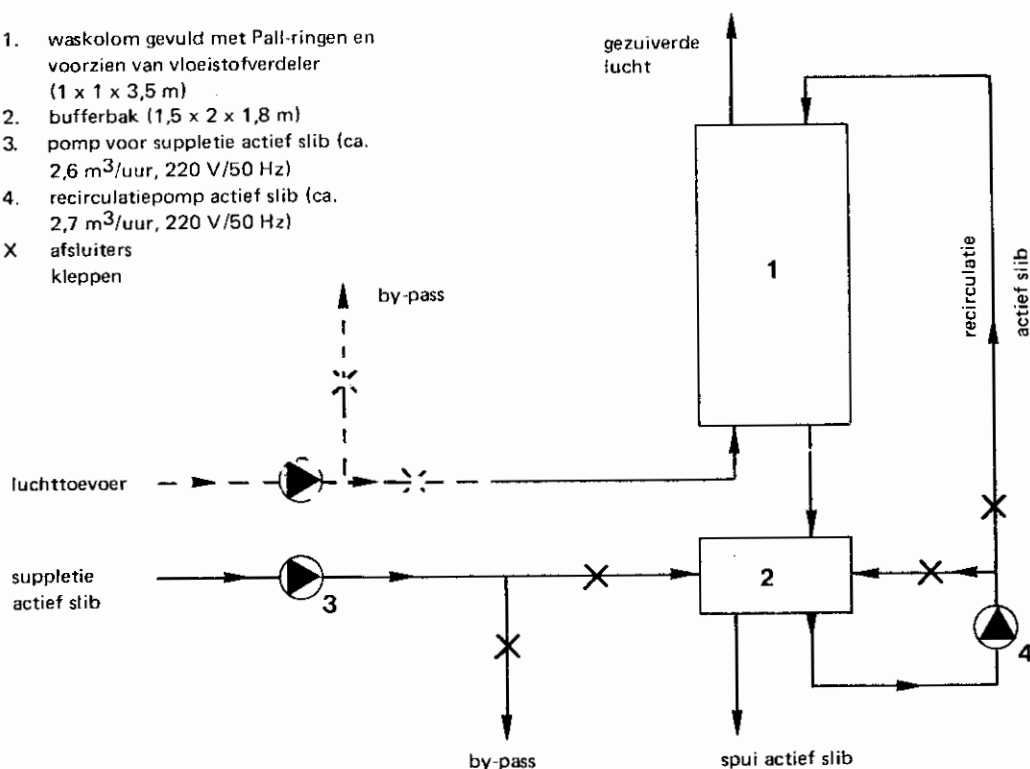 1. waskolom gevuld met Pall-ringen en
voorzien van vloeistofverdeler
(1 x 1 x 3,5 m)
2. bufferbak (1,5 x 2 x 1,8 m)
3. pomp voor suppletie actief slib (ca.
2,6 m³/uur, 220 V/50 Hz)
4. recirculatiepomp actief slib (ca.
2,7 m³/uur, 220 V/50 Hz)
X afsluiters
kleppen
gezuiverde
lucht
by-pass
1
recirculatie
actief slib
luchttoevoer
suppletie
actief slib
3
2
4
by-pass
spui actief slib